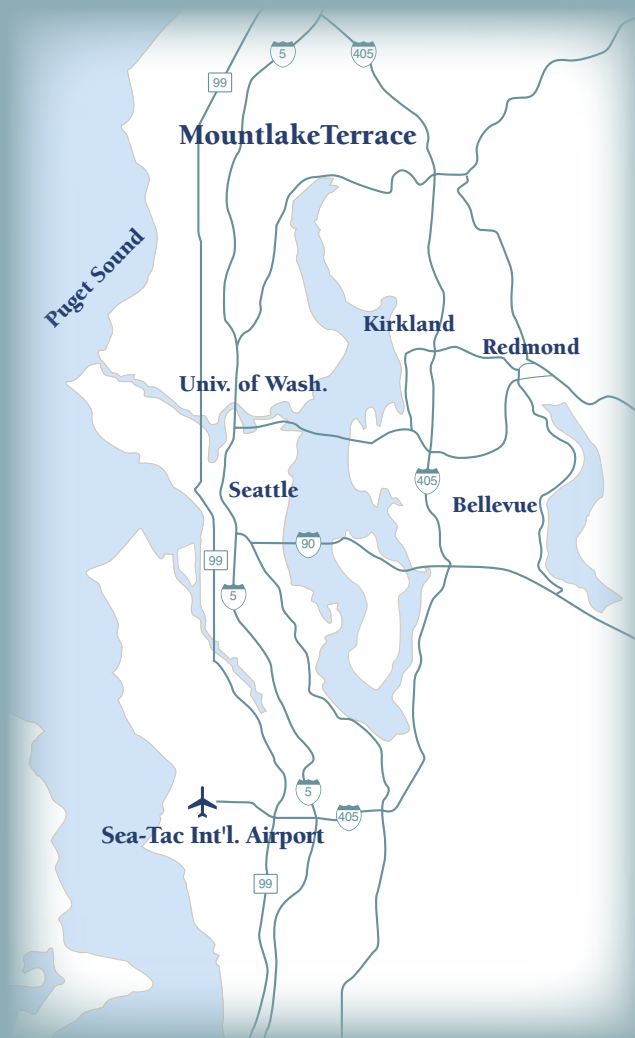 5
405
99
MountlakeTerrace
Puget Sound
Kirkland
Redmond
Univ. of Wash.
405
Seattle
Bellevue
90
99
5
5
405
Sea-Tac Int'l. Airport
99